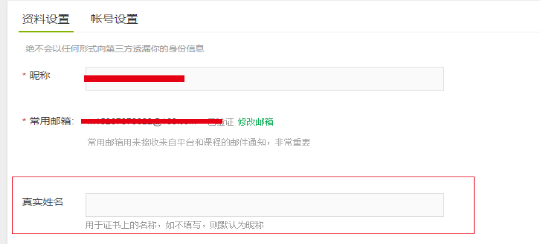 资料设置 帐号设置
绝不会以任何形式向第三方透漏你的身份信息
* 昵称:
* 常用邮箱: 已验证 修改邮箱
常用邮箱用来接收来自平台和课程的邮件通知，非常重要
真实姓名
用于证书上的名称，如不填写，则默认为昵称